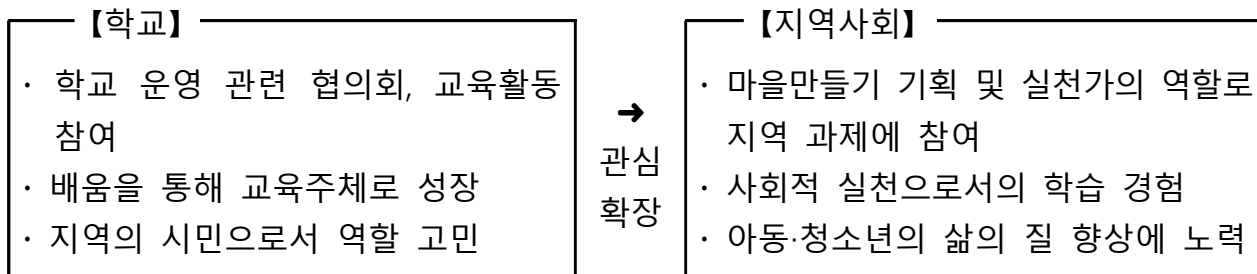 【학교】
· 학교 운영 관련 협의회, 교육활동
참여
· 배움을 통해 교육주체로 성장
· 지역의 시민으로서 역할 고민
➜
관심
확장
【지역사회】
· 마을만들기 기획 및 실천가의 역할로
지역 과제에 참여
· 사회적 실천으로서의 학습 경험
· 아동·청소년의 삶의 질 향상에 노력